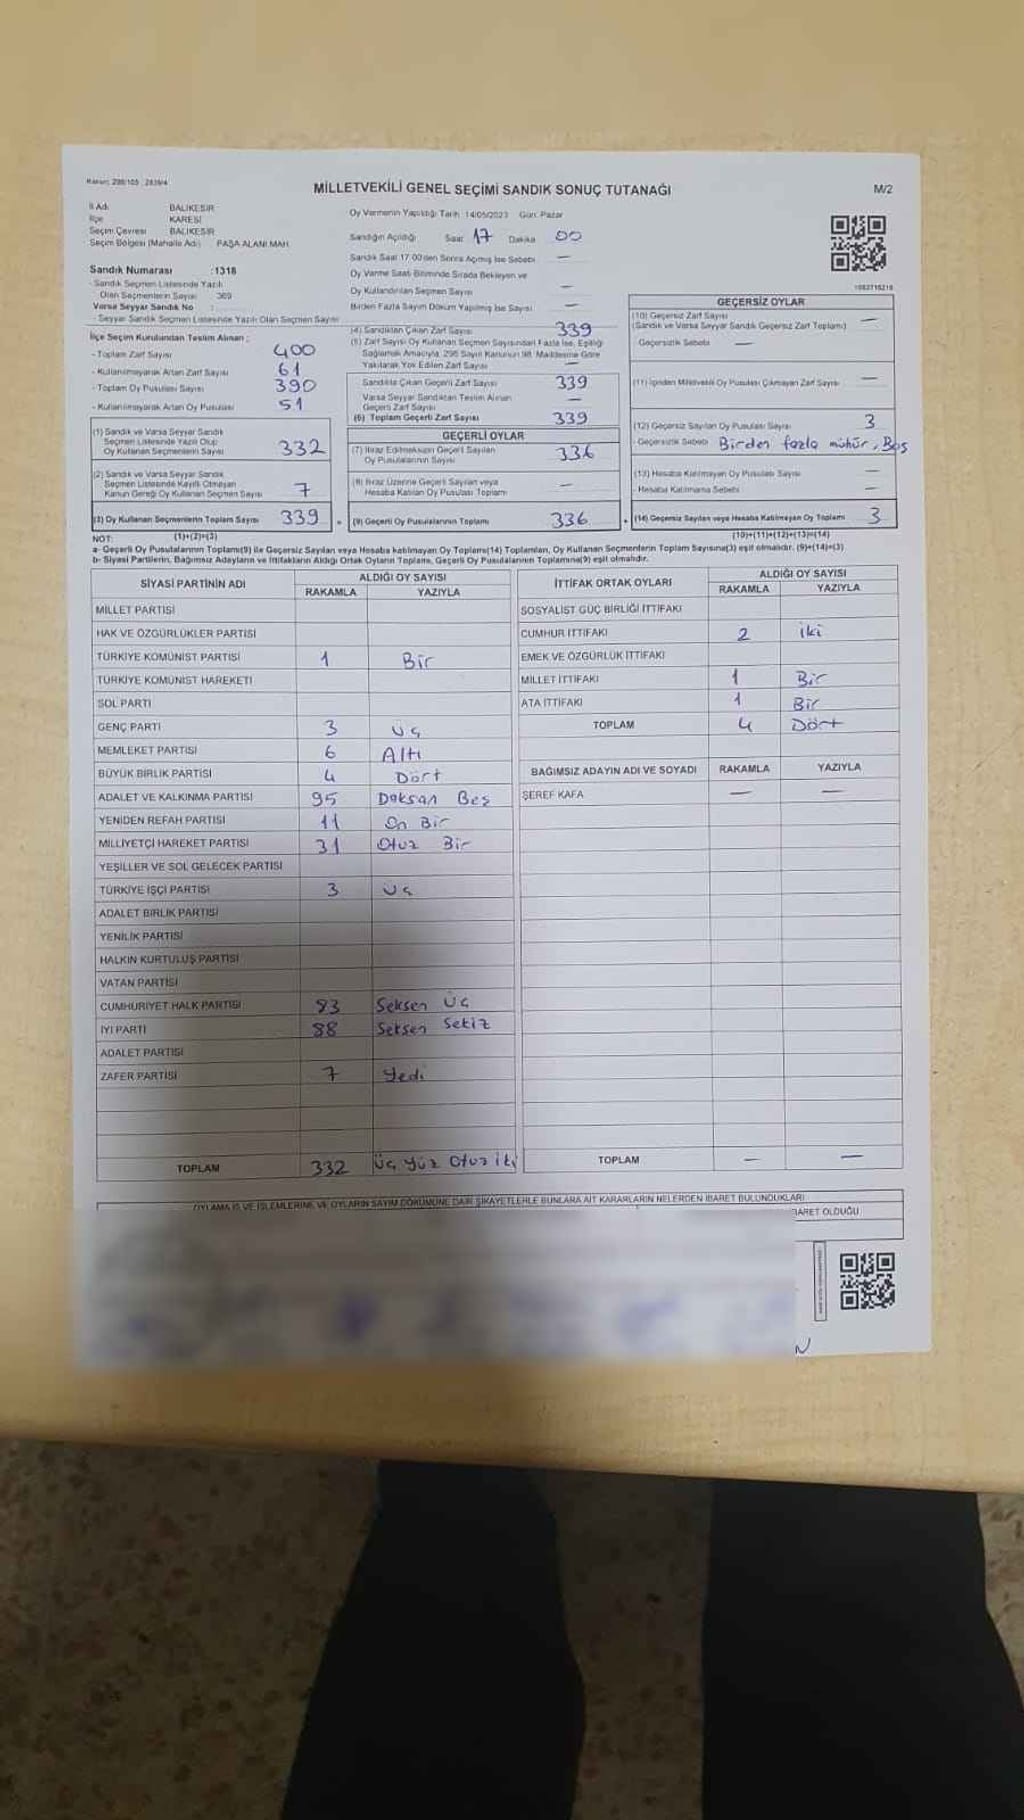 MİLLETVEKİLİ GENEL SEÇİMİ SANDIK SONUÇ TUTANAĞI
M/2
İl Adı BALIKESİR
İlçe KARESİ
Seçim Çevresi BALIKESİR
Seçim Bölgesi (Mahalle Adı) PAŞA ALANI MAH.
Sandık Numarası :1318
- Sandık Seçmen Listesinde Yazılı
Olan Seçmenlerin Sayısı : 369
Varsa Seyyar Sandık No :
- Seyyar Sandık Seçmen Listesinde Yazılı Olan Seçmen Sayısı
İlçe Seçim Kurulundan Teslim Alınan :
- Toplam Zarf Sayısı 400
- Kullanılmayarak Artan Zarf Sayısı 61
- Toplam Oy Pusulası Sayısı 390
- Kullanılmayarak Artan Oy Pusulası 51
(1) Sandık ve Varsa Seyyar Sandık
Seçmen Listesinde Yazılı Olup
Oy Kullanan Seçmenlerin Sayısı 332
(2) Sandık ve Varsa Seyyar Sandık
Seçmen Listesinde Kayıtlı Olmayan
Kanun Gereği Oy Kullanan Seçmen Sayısı 7
(3) Oy Kullanan Seçmenlerin Toplam Sayısı 339
(1)+(2)=(3)
Oy Vermenin Yapıldığı Tarih 14/05/2023 Gün: Pazar
Sandığın Açıldığı Saat 17 Dakika 00
Sandık Saat 17:00'den Sonra Açılmış İse Sebebi —
Oy Verme Saati Bitiminde Sırada Bekleyen ve
Oy Kullandırılan Seçmen Sayısı —
Birden Fazla Sayım Döküm Yapılmış İse Sayısı —
(4) Sandıktan Çıkan Zarf Sayısı 339
(5) Zarf Sayısı Oy Kullanan Seçmen Sayısından Fazla İse, Eşitliği
Sağlamak Amacıyla, 298 Sayılı Kanunun 98. Maddesine Göre
Yakılarak Yok Edilen Zarf Sayısı —
Sandıkta Çıkan Geçerli Zarf Sayısı 339
Varsa Seyyar Sandıktan Teslim Alınan
Geçerli Zarf Sayısı —
(6) Toplam Geçerli Zarf Sayısı 339
GEÇERLİ OYLAR
(7) İtiraz Edilmeksizin Geçerli Sayılan
Oy Pusulalarının Sayısı 336
(8) İtiraz Üzerine Geçerli Sayılan veya
Hesaba Katılan Oy Pusulası Toplamı —
(9) Geçerli Oy Pusulalarının Toplamı 336
GEÇERSİZ OYLAR
(10) Geçersiz Zarf Sayısı —
(Sandık ve Varsa Seyyar Sandık Geçersiz Zarf Toplamı)
Geçersizlik Sebebi —
(11) İçinden Milletvekili Oy Pusulası Çıkmayan Zarf Sayısı —
(12) Geçersiz Sayılan Oy Pusulası Sayısı 3
- Geçersizlik Sebebi Birden fazla mühür, Boş
(13) Hesaba Katılmayan Oy Pusulası Sayısı —
- Hesaba Katılmama Sebebi —
(14) Geçersiz Sayılan veya Hesaba Katılmayan Oy Toplamı 3
(10)+(11)+(12)+(13)=(14)
NOT:
a- Geçerli Oy Pusulalarının Toplamı(9) ile Geçersiz Sayılan veya Hesaba katılmayan Oy Toplamı(14) Toplamları, Oy Kullanan Seçmenlerin Toplam Sayısına(3) eşit olmalıdır. (9)+(14)=(3)
b- Siyasi Partilerin, Bağımsız Adayların ve İttifakların Aldığı Ortak Oyların Toplamı, Geçerli Oy Pusulalarının Toplamına(9) eşit olmalıdır.
SİYASİ PARTİNİN ADI ALDIĞI OY SAYISI
RAKAMLA YAZIYLA
MİLLET PARTİSİ
HAK VE ÖZGÜRLÜKLER PARTİSİ
TÜRKİYE KOMÜNİST PARTİSİ 1 Bir
TÜRKİYE KOMÜNİST HAREKETİ
SOL PARTİ
GENÇ PARTİ 3 Üç
MEMLEKET PARTİSİ 6 Altı
BÜYÜK BİRLİK PARTİSİ 4 Dört
ADALET VE KALKINMA PARTİSİ 95 Doksan Beş
YENİDEN REFAH PARTİSİ 11 On Bir
MİLLİYETÇİ HAREKET PARTİSİ 31 Otuz Bir
YEŞİLLER VE SOL GELECEK PARTİSİ
TÜRKİYE İŞÇİ PARTİSİ 3 Üç
ADALET BİRLİK PARTİSİ
YENİLİK PARTİSİ
HALKIN KURTULUŞ PARTİSİ
VATAN PARTİSİ
CUMHURİYET HALK PARTİSİ 83 Seksen Üç
İYİ PARTİ 88 Seksen Sekiz
ADALET PARTİSİ
ZAFER PARTİSİ 7 Yedi
TOPLAM 332 Üç Yüz Otuz iki
İTTİFAK ORTAK OYLARI ALDIĞI OY SAYISI
RAKAMLA YAZIYLA
SOSYALİST GÜÇ BİRLİĞİ İTTİFAKI
CUMHUR İTTİFAKI 2 iki
EMEK VE ÖZGÜRLÜK İTTİFAKI
MİLLET İTTİFAKI 1 Bir
ATA İTTİFAKI 1 Bir
TOPLAM 4 Dört
BAĞIMSIZ ADAYIN ADI VE SOYADI RAKAMLA YAZIYLA
ŞEREF KAFA — —
TOPLAM — —
OYLAMA İŞ VE İŞLEMLERİNE VE OYLARIN SAYIM DÖKÜMÜNE DAİR ŞİKAYETLERLE BUNLARA AİT KARARLARIN NELERDEN İBARET BULUNDUKLARI
OLDUĞU